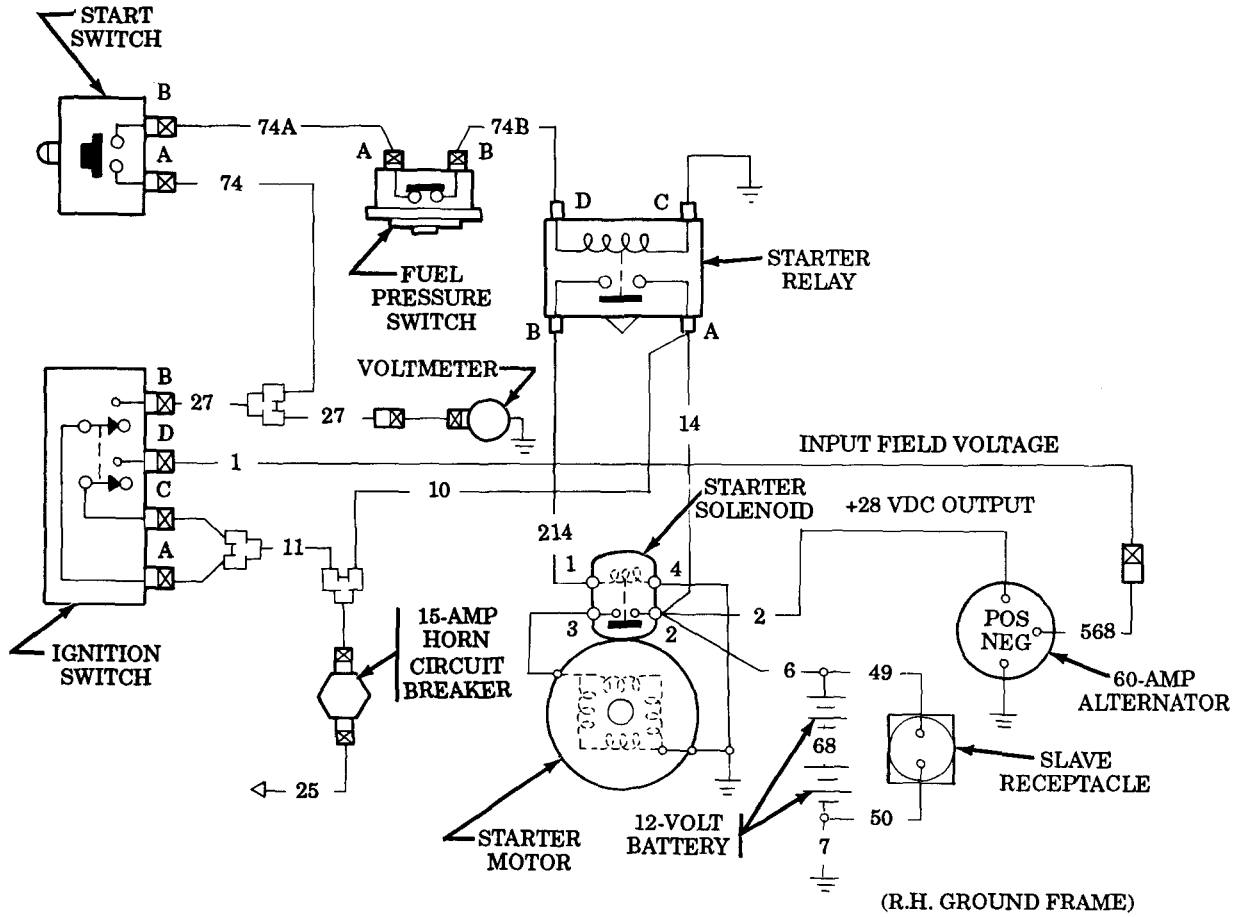 START
SWITCH
B
74A
A
74
A
B
74B
FUEL
PRESSURE
SWITCH
D
C
STARTER
RELAY
B
A
VOLTMETER
B
27
27
D
1
C
A
11
10
14
INPUT FIELD VOLTAGE
STARTER
SOLENOID
+28 VDC OUTPUT
214
1
4
3
2
2
POS
NEG
568
60-AMP
ALTERNATOR
IGNITION
SWITCH
15-AMP
HORN
CIRCUIT
BREAKER
6
49
68
SLAVE
RECEPTACLE
25
STARTER
MOTOR
12-VOLT
BATTERY
50
7
(R.H. GROUND FRAME)